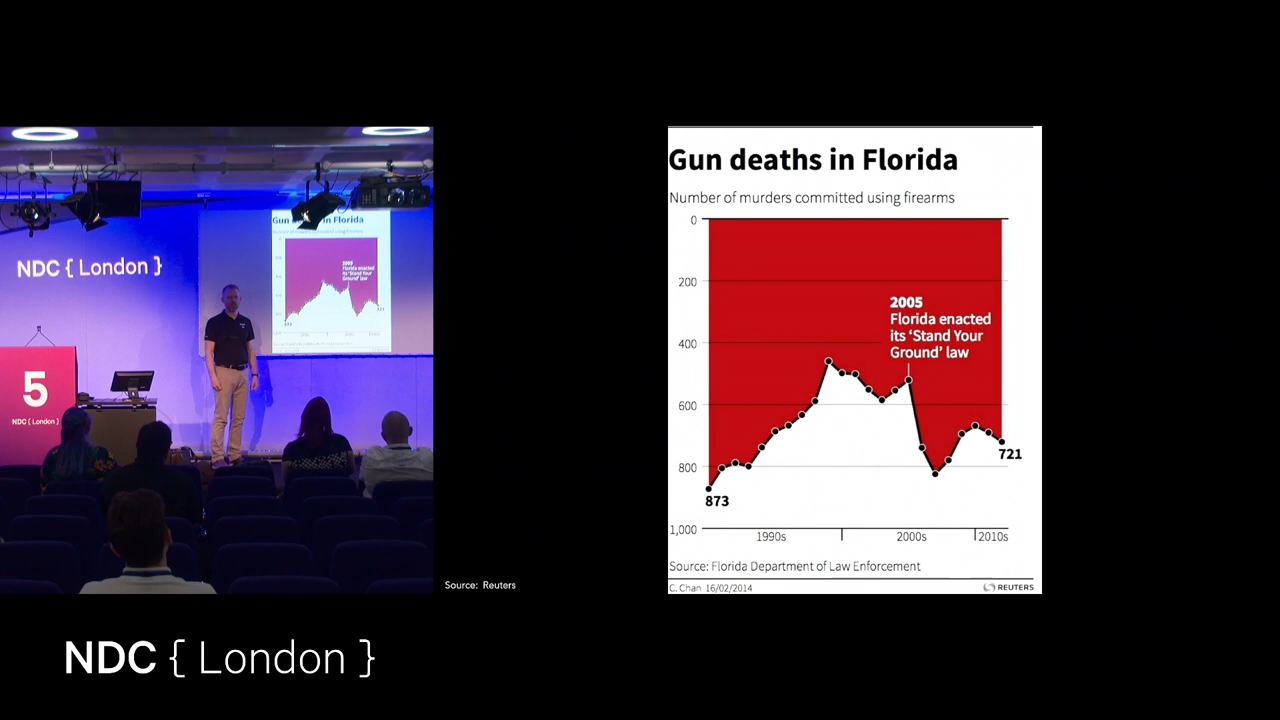 NDC { London }
5
NDC { London }
Gun deaths in Florida
Number of murders committed using firearms
0
200
400
600
800
1,000
2005
Florida enacted
its ‘Stand Your
Ground’ law
873
721
1990s
2000s
2010s
Source: Florida Department of Law Enforcement
C. Chan 16/02/2014
REUTERS
Source: Reuters
NDC { London }